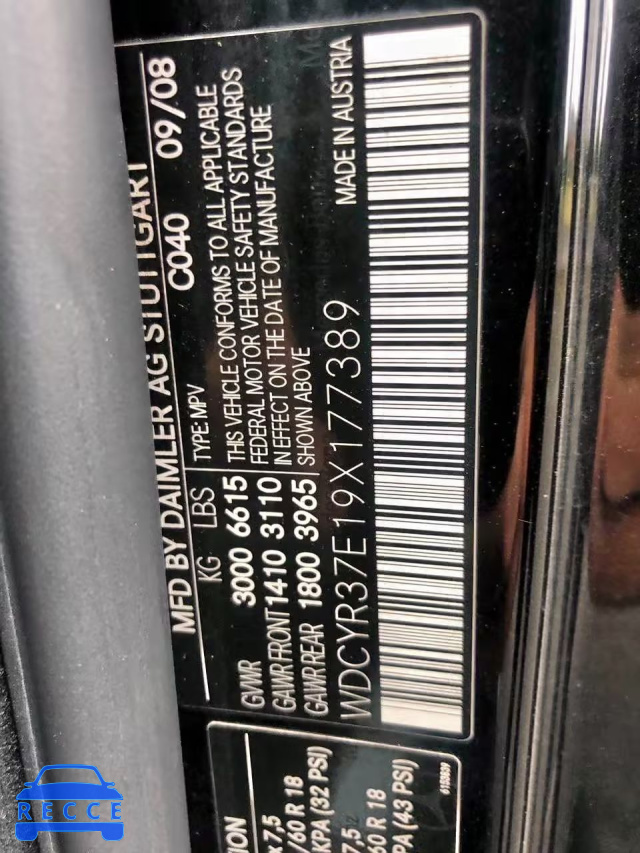 MFD BY DAIMLER AG STUTTGART
C040 09/08
KG LBS TYPE: MPV
GVWR 3000 6615 THIS VEHICLE CONFORMS TO ALL APPLICABLE
FEDERAL MOTOR VEHICLE SAFETY STANDARDS
GAWR FRONT 1410 3110 IN EFFECT ON THE DATE OF MANUFACTURE
GAWR REAR 1800 3965 SHOWN ABOVE
WDCYR37E19X177389 MADE IN AUSTRIA
x 7,5
/60 R 18
KPA (32 PSI)
7,5
60 R 18
PA (43 PSI)
RECCE